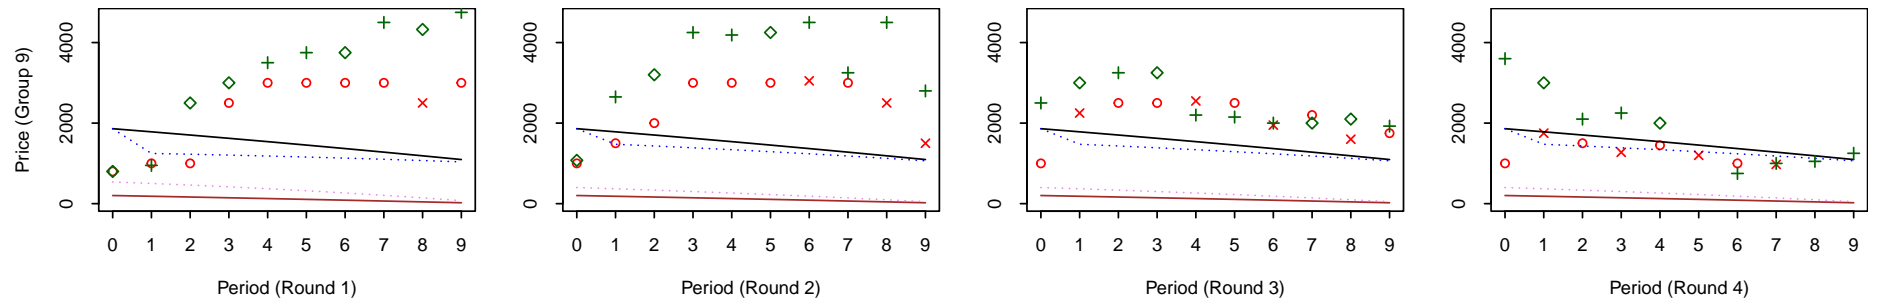 Price (Group 9)
4000
2000
0
0 1 2 3 4 5 6 7 8 9
Period (Round 1)
4000
2000
0
0 1 2 3 4 5 6 7 8 9
Period (Round 2)
4000
2000
0
0 1 2 3 4 5 6 7 8 9
Period (Round 3)
4000
2000
0
0 1 2 3 4 5 6 7 8 9
Period (Round 4)